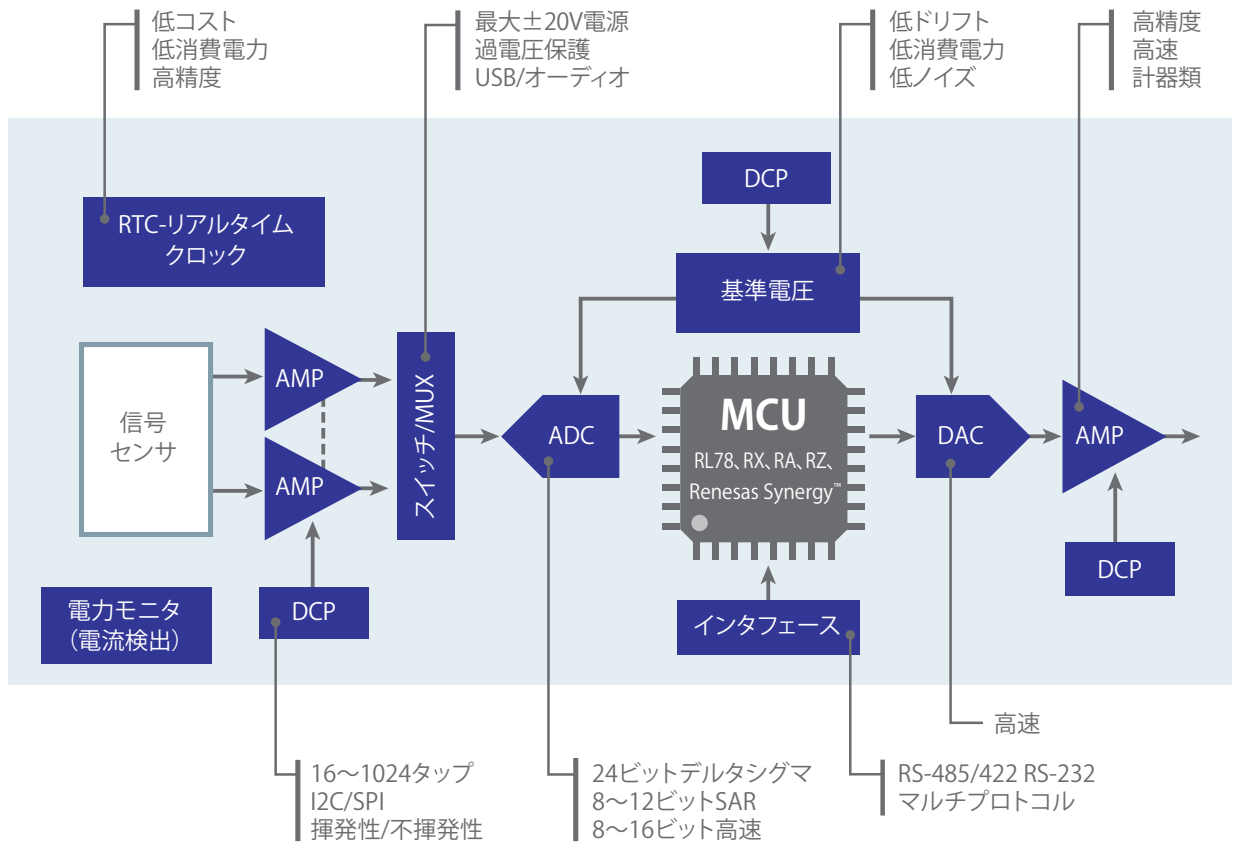 低コスト
低消費電力
高精度
最大±20V電源
過電圧保護
USB/オーディオ
低ドリフト
低消費電力
低ノイズ
高精度
高速
計器類
RTC-リアルタイム
クロック
DCP
基準電圧
信号
センサ
AMP
AMP
スイッチ/MUX
ADC
MCU
RL78、RX、RA、RZ、
Renesas Synergy™
DAC
AMP
DCP
電力モニタ
（電流検出）
DCP
インタフェース
高速
16～1024タップ
I2C/SPI
揮発性/不揮発性
24ビットデルタシグマ
8～12ビットSAR
8～16ビット高速
RS-485/422 RS-232
マルチプロトコル